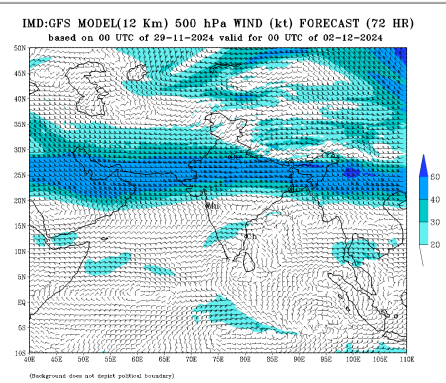 IMD:GFS MODEL(12 Km) 500 hPa WIND (kt) FORECAST (72 HR)
based on 00 UTC of 29-11-2024 valid for 00 UTC of 02-12-2024
50N
45N
40N
35N
30N
25N
20N
15N
10N
5N
EQ
5S
10S
40E 45E 50E 55E 60E 65E 70E 75E 80E 85E 90E 95E 100E 105E 110E
60
40
30
20
(Background does not depict political boundary)